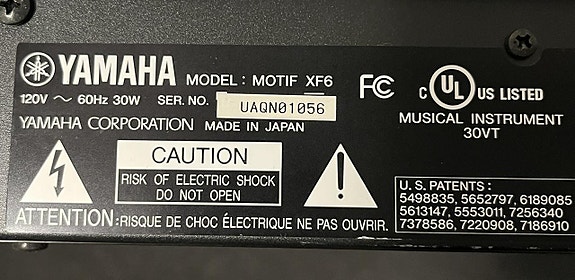 YAMAHA MODEL : MOTIF XF6
120V ~ 60Hz 30W SER. NO. UAQN01056
YAMAHA CORPORATION MADE IN JAPAN
FC
C UL US LISTED
MUSICAL INSTRUMENT
30VT
CAUTION
RISK OF ELECTRIC SHOCK
DO NOT OPEN
ATTENTION : RISQUE DE CHOC ÉLECTRIQUE NE PAS OUVRIR.
U. S. PATENTS :
5498835, 5652797, 6189085
5613147, 5553011, 7256340
7378586, 7220908, 7186910